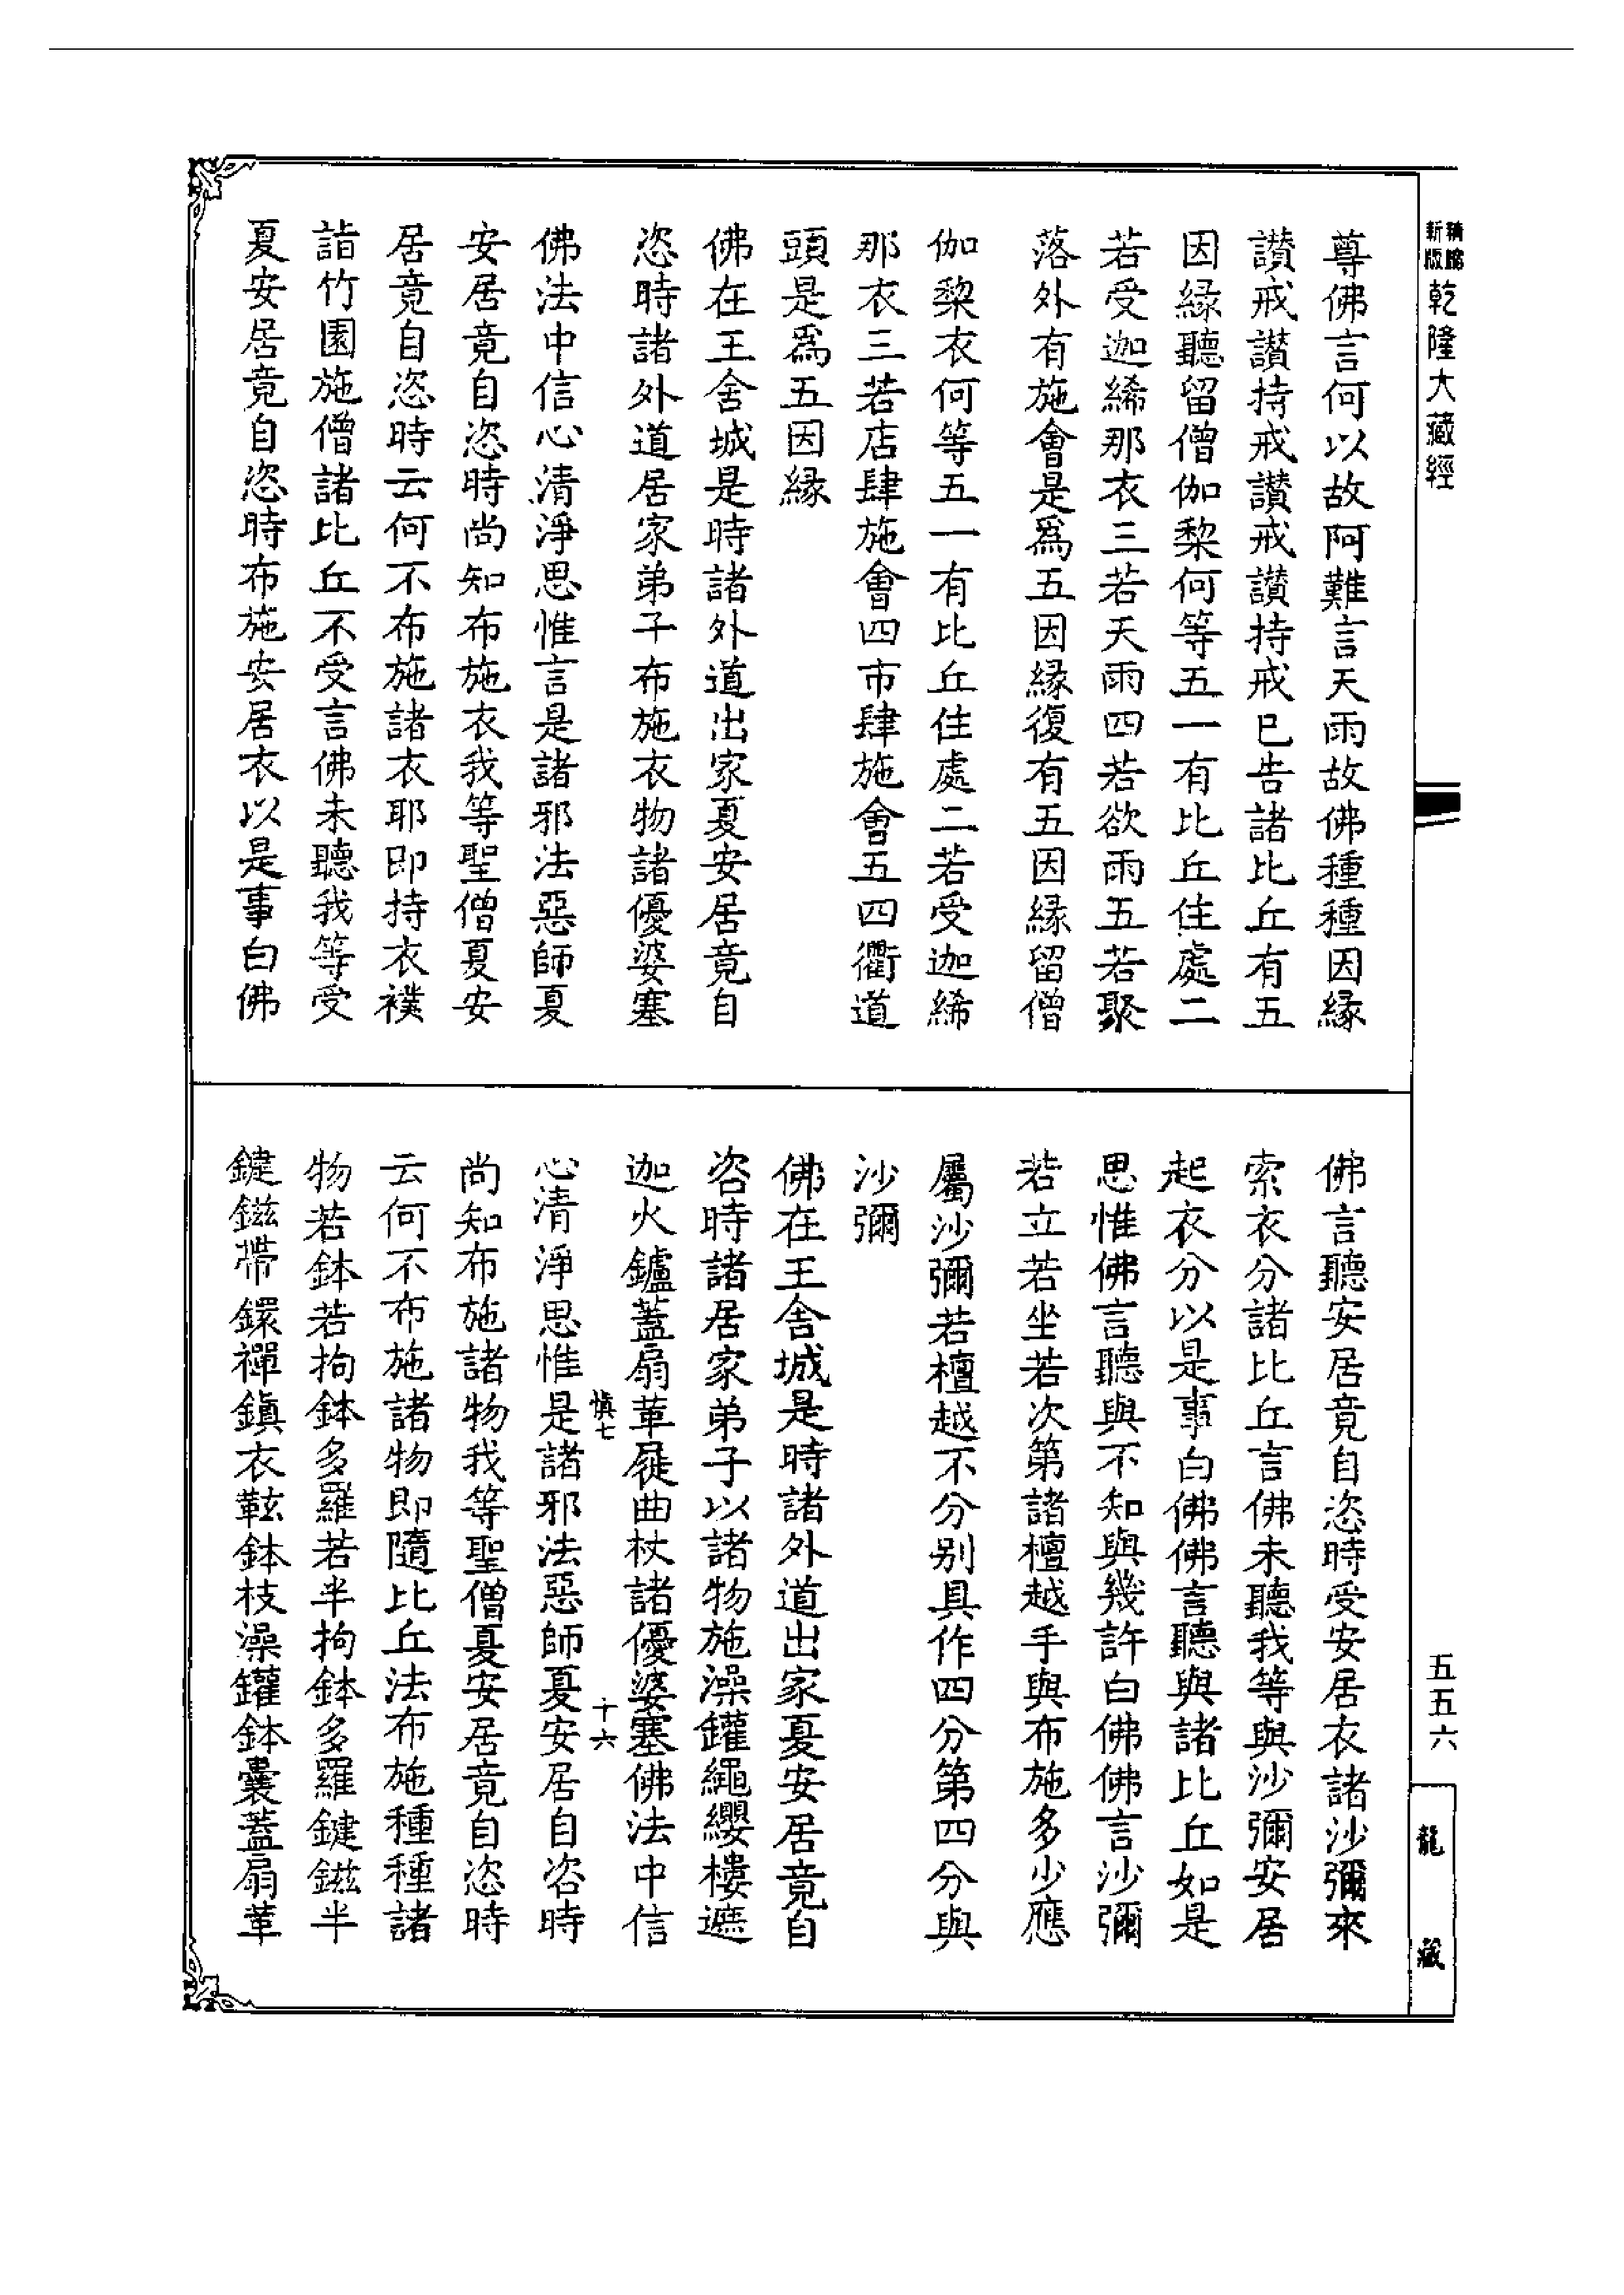 新版
精縮
乾隆大藏經
尊佛言何以故阿難言天雨故佛種種因緣
讃戒讃持戒讃戒讃持戒已告諸比丘有五
因緣聽留僧伽棃何等五一有比丘住處二
若受迦絺那衣三若天雨四若欲雨五若聚
落外有施會是爲五因緣復有五因緣留僧
伽棃衣何等五一有比丘住處二若受迦絺
那衣三若店肆施會四市肆施會五四衢道
頭是爲五因緣
佛在王舍城是時諸外道出家夏安居竟自
恣時諸外道居家弟子布施衣物諸優婆塞
佛法中信心清淨思惟言是諸邪法惡師夏
安居竟自恣時尚知布施衣我等聖僧夏安
居竟自恣時云何不布施諸衣耶即持衣襆
詣竹園施僧諸比丘不受言佛未聽我等受
夏安居竟自恣時布施安居衣以是事白佛
佛言聽安居竟自恣時受安居衣諸沙彌來
索衣分諸比丘言佛未聽我等與沙彌安居
起衣分以是事白佛佛言聽與諸比丘如是
思惟佛言聽與不知與幾許白佛佛言沙彌
若立若坐若次第諸檀越手與布施多少應
屬沙彌若檀越不分别具作四分第四分與
沙彌
佛在王舍城是時諸外道出家夏安居竟自
咨時諸居家弟子以諸物施澡鑵繩纓樓遮
迦火鑪蓋扇革屣曲杖諸優婆塞佛法中信
慎七
十六
心清淨思惟是諸邪法惡師夏安居自咨時
尚知布施諸物我等聖僧夏安居竟自恣時
云何不布施諸物即隨比丘法布施種種諸
物若鉢若拘鉢多羅若半拘鉢多羅鍵鎡半
鍵鎡帶鐶禪鎮衣䩙鉢枝澡鑵鉢囊蓋扇革
五五六
龍藏